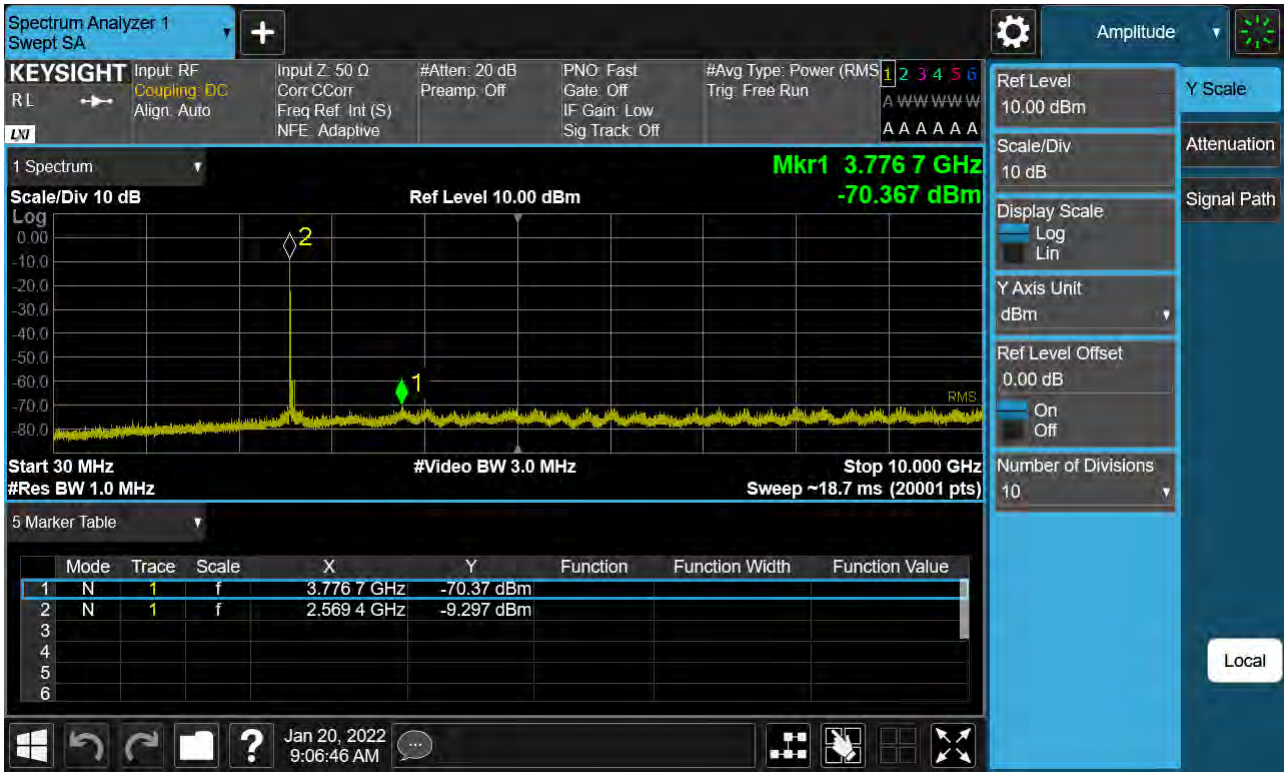 Spectrum Analyzer 1
Swept SA
Amplitude
KEYSIGHT
RL
LXI
Input: RF
Coupling: DC
Align: Auto
Input Z: 50 Ω
Corr CCorr
Freq Ref: Int (S)
NFE: Adaptive
#Atten: 20 dB
Preamp: Off
PNO: Fast
Gate: Off
IF Gain: Low
Sig Track: Off
#Avg Type: Power (RMS
Trig: Free Run
1 2 3 4 5 6
A W W W W W
A A A A A A
1 Spectrum
Mkr1 3.776 7 GHz
Scale/Div 10 dB
Ref Level 10.00 dBm
-70.367 dBm
Log
0.00
-10.0
-20.0
-30.0
-40.0
-50.0
-60.0
-70.0
-80.0
2
1
RMS
Start 30 MHz
#Video BW 3.0 MHz
Stop 10.000 GHz
#Res BW 1.0 MHz
Sweep ~18.7 ms (20001 pts)
5 Marker Table
Mode Trace Scale X Y Function Function Width Function Value
1 N 1 f 3.776 7 GHz -70.37 dBm
2 N 1 f 2.569 4 GHz -9.297 dBm
3
4
5
6
Ref Level
10.00 dBm
Scale/Div
10 dB
Display Scale
Log
Lin
Y Axis Unit
dBm
Ref Level Offset
0.00 dB
On
Off
Number of Divisions
10
Y Scale
Attenuation
Signal Path
Local
?
Jan 20, 2022
9:06:46 AM